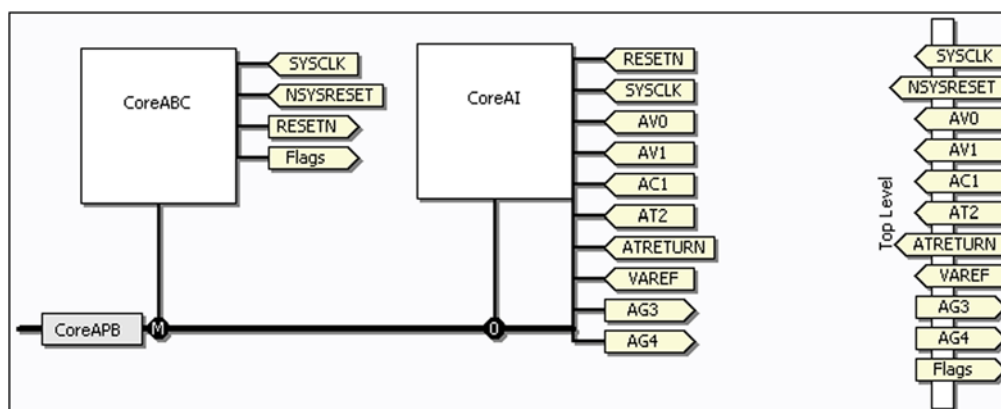 CoreABC
SYSCLK
NSYSRESET
RESETN
Flags
CoreAI
RESETN
SYSCLK
AV0
AV1
AC1
AT2
ATRETURN
VAREF
AG3
AG4
CoreAPB
M
0
Top Level
SYSCLK
NSYSRESET
AV0
AV1
AC1
AT2
ATRETURN
VAREF
AG3
AG4
Flags